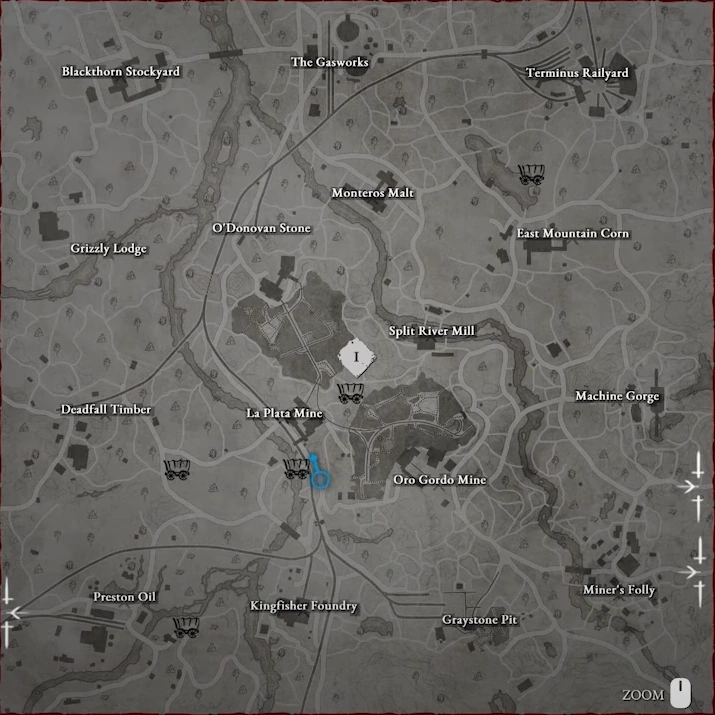 The Gasworks
Blackthorn Stockyard
Terminus Railyard
Monteros Malt
O'Donovan Stone
East Mountain Corn
Grizzly Lodge
Split River Mill
I
Machine Gorge
Deadfall Timber
La Plata Mine
Oro Gordo Mine
Miner's Folly
Preston Oil
Kingfisher Foundry
Graystone Pit
ZOOM